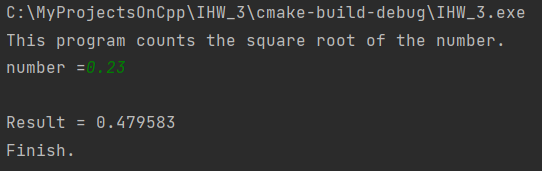 C:\MyProjectsOnCpp\IHW_3\cmake-build-debug\IHW_3.exe
This program counts the square root of the number.
number =0.23
Result = 0.479583
Finish.